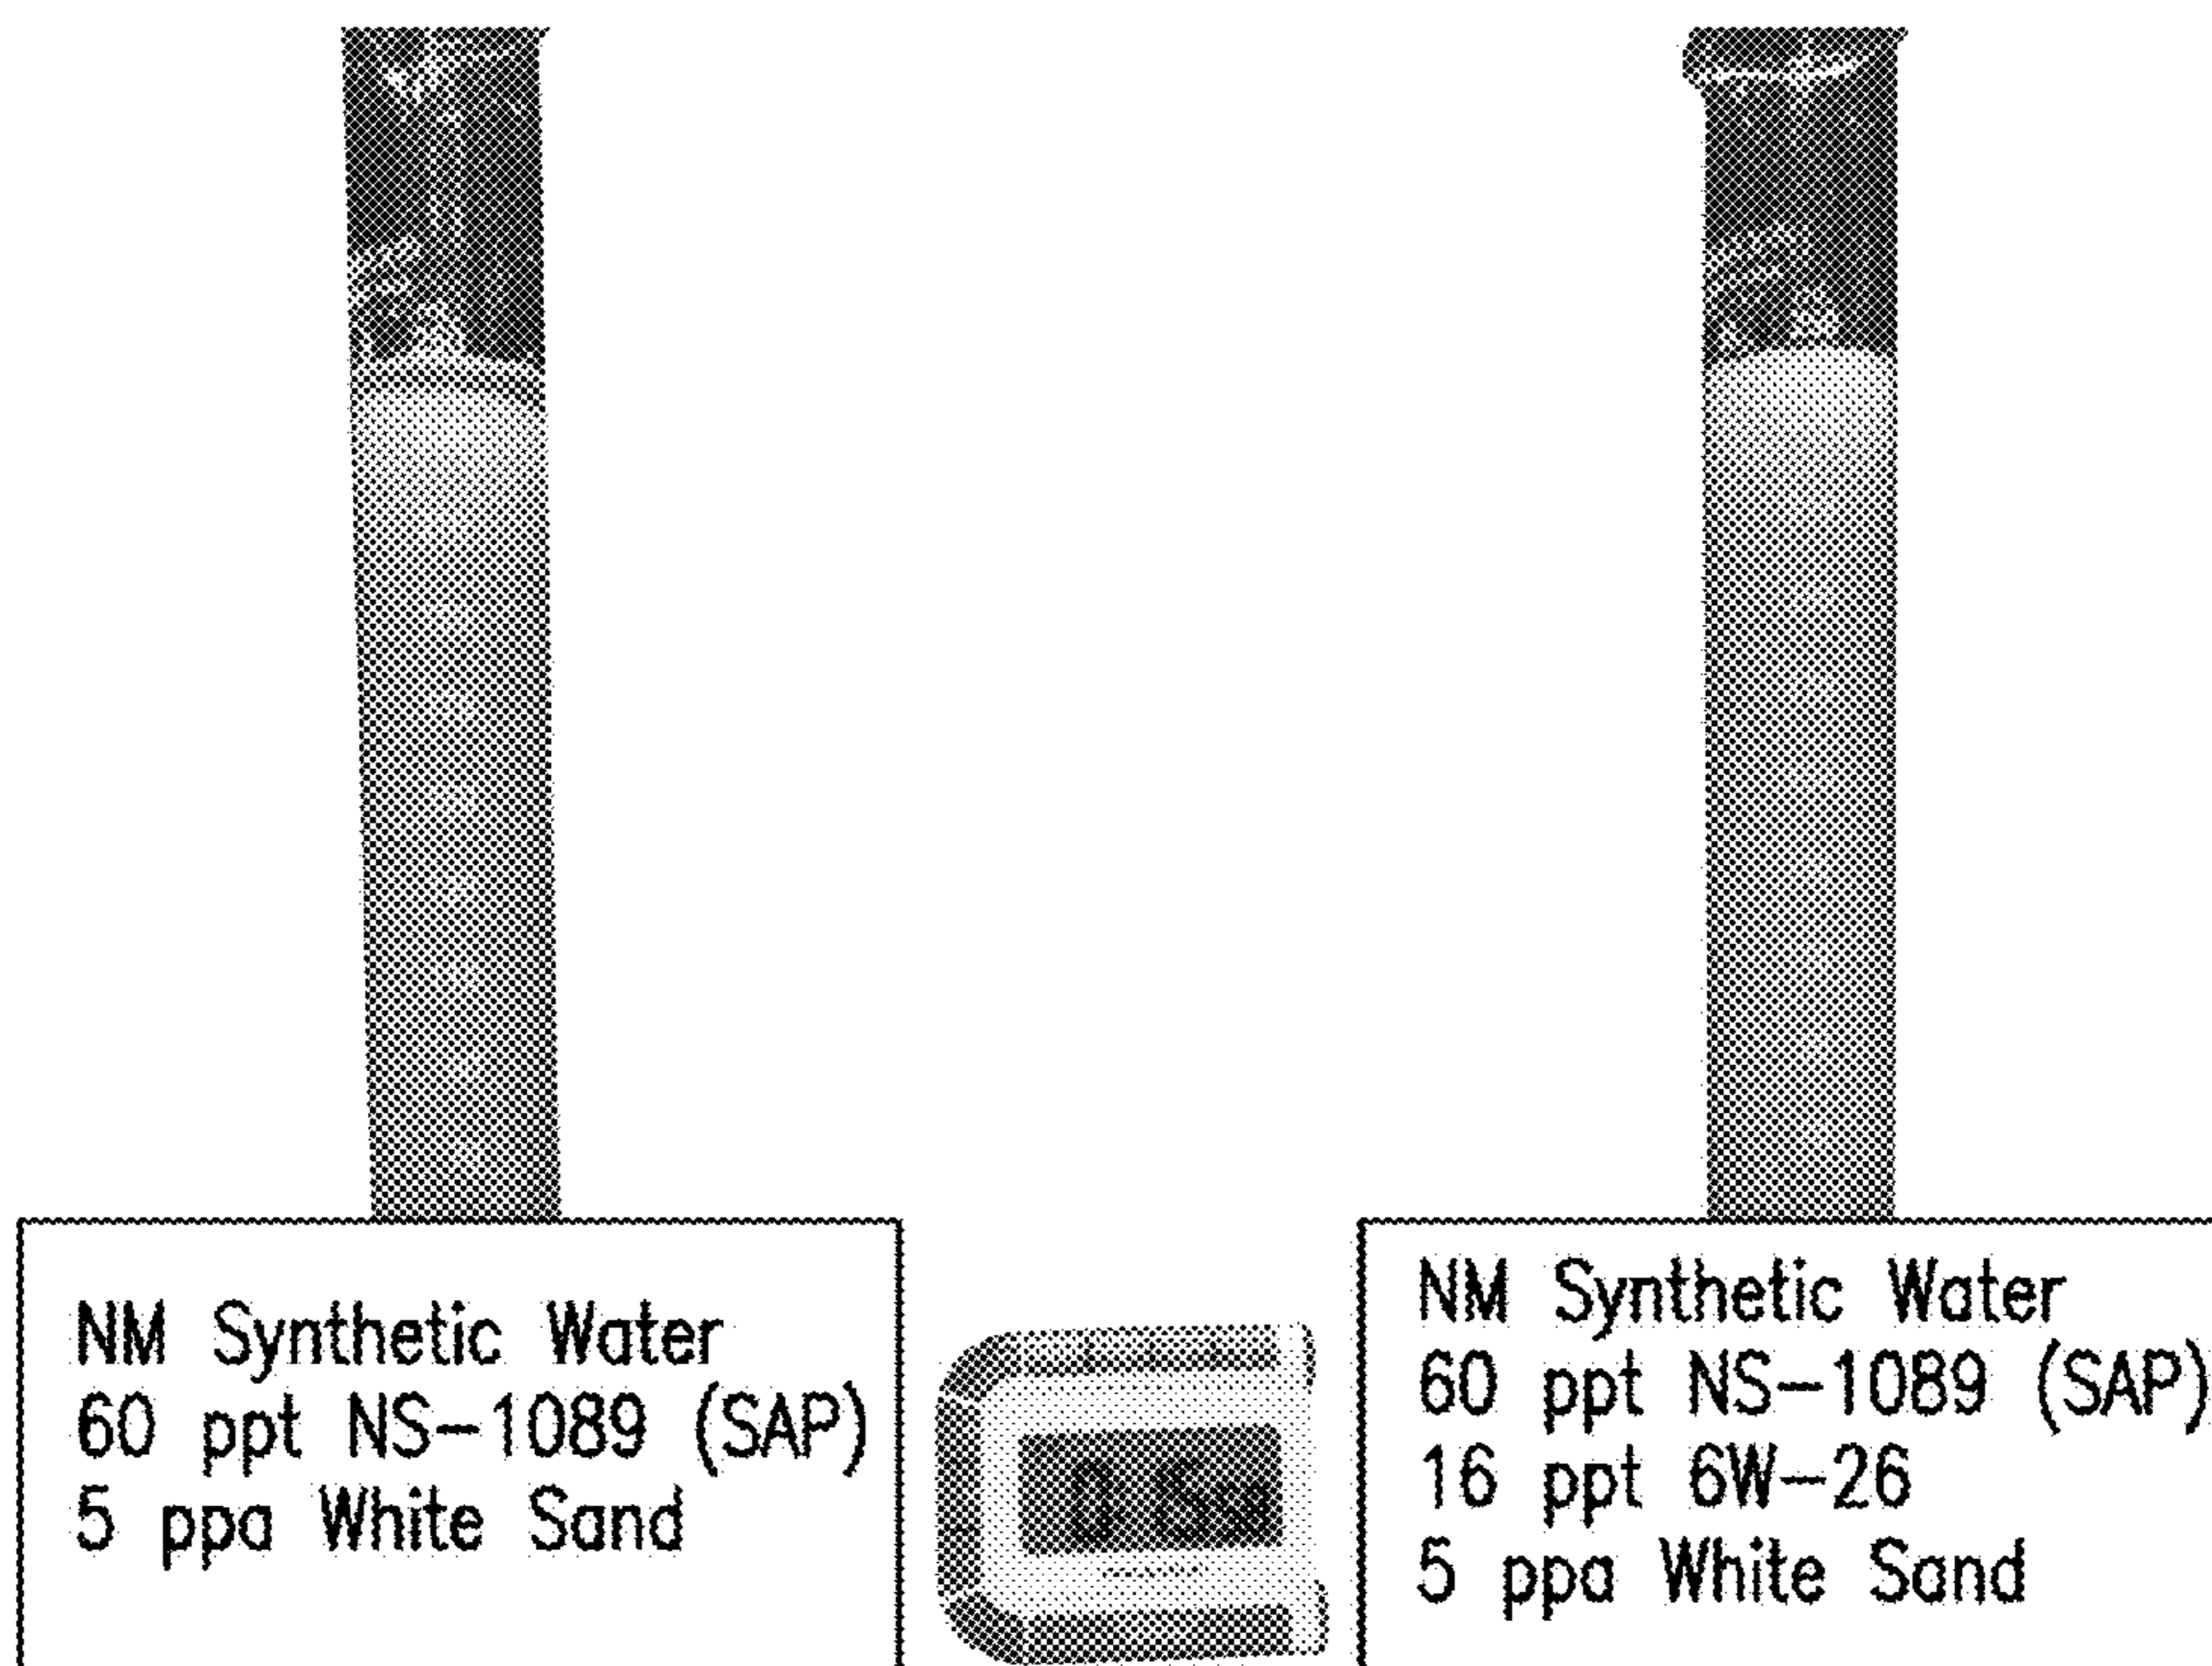 NM Synthetic Water
60 ppt NS-1089 (SAP)
5 ppa White Sand
NM Synthetic Water
60 ppt NS-1089 (SAP)
16 ppt 6W-26
5 ppa White Sand